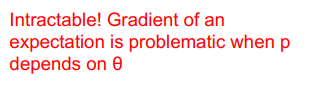 Intractable! Gradient of an
expectation is problematic when p
depends on θ